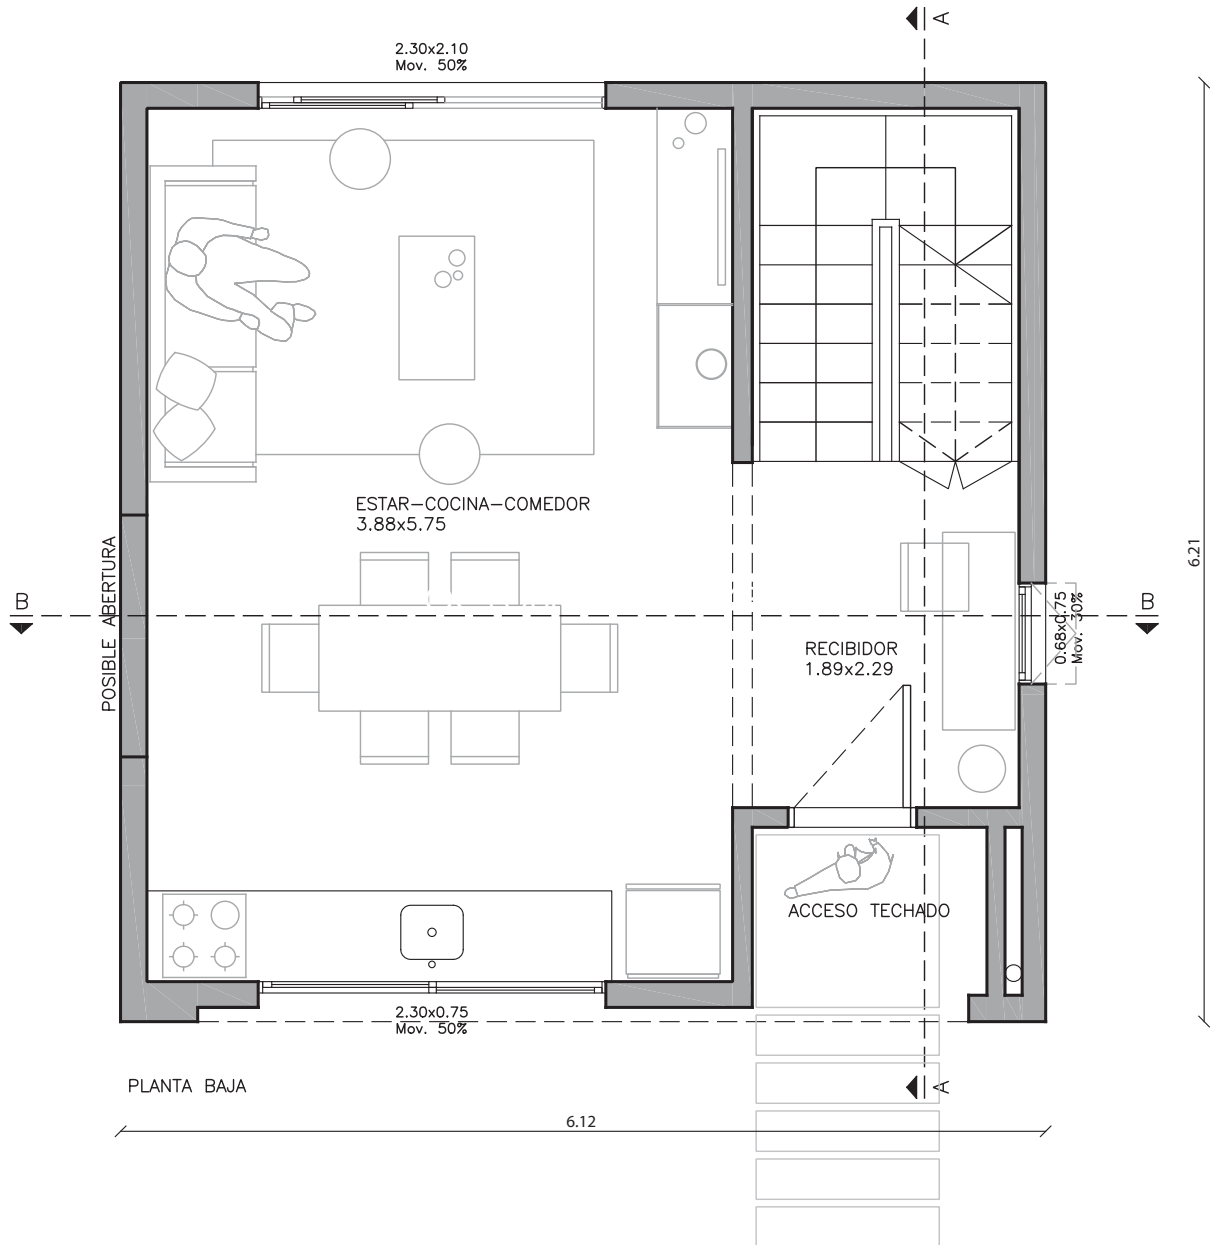 A
2.30x2.10
Mov. 50%
ESTAR-COCINA-COMEDOR
3.88x5.75
POSIBLE ABERTURA
B
B
0.68x0.75
Mov. 30%
6.21
RECIBIDOR
1.89x2.29
ACCESO TECHADO
2.30x0.75
Mov. 50%
PLANTA BAJA
A
6.12